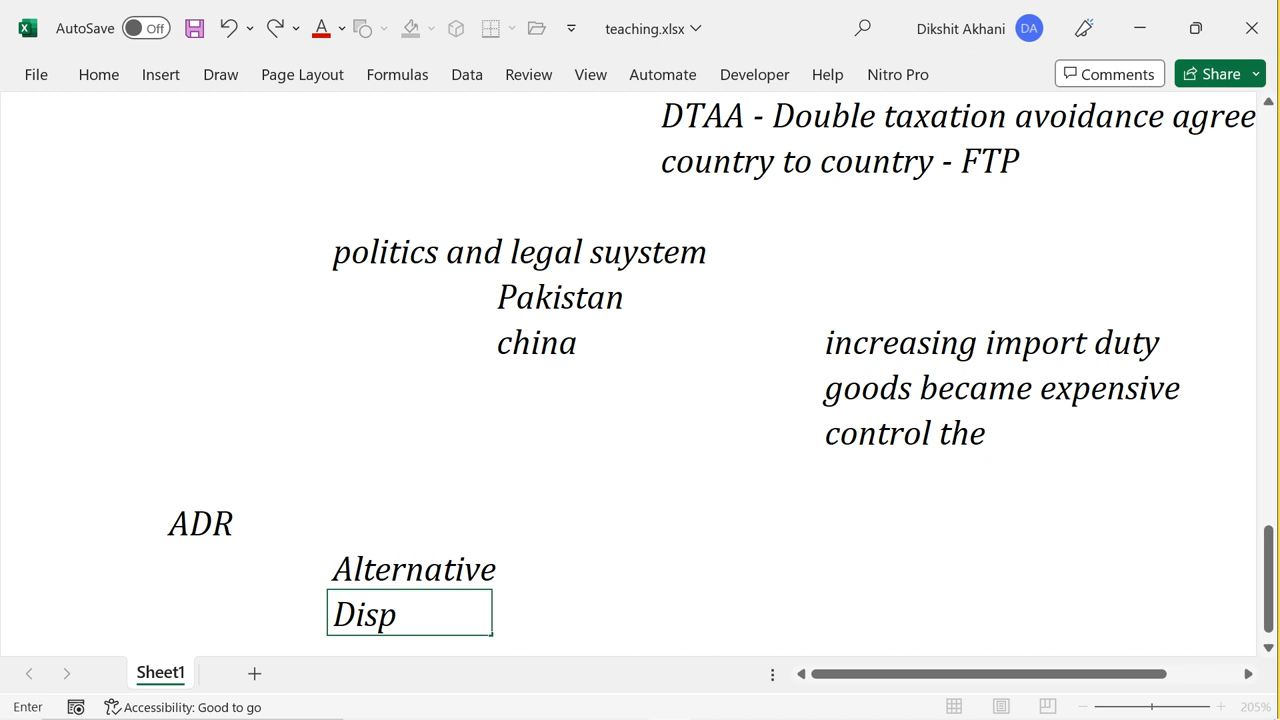 AutoSave Off teaching.xlsx Dikshit Akhani DA
File Home Insert Draw Page Layout Formulas Data Review View Automate Developer Help Nitro Pro Comments Share
DTAA - Double taxation avoidance agree
country to country - FTP
politics and legal suystem
Pakistan
china increasing import duty
goods became expensive
control the
ADR
Alternative
Disp
Sheet1
Enter Accessibility: Good to go 205%